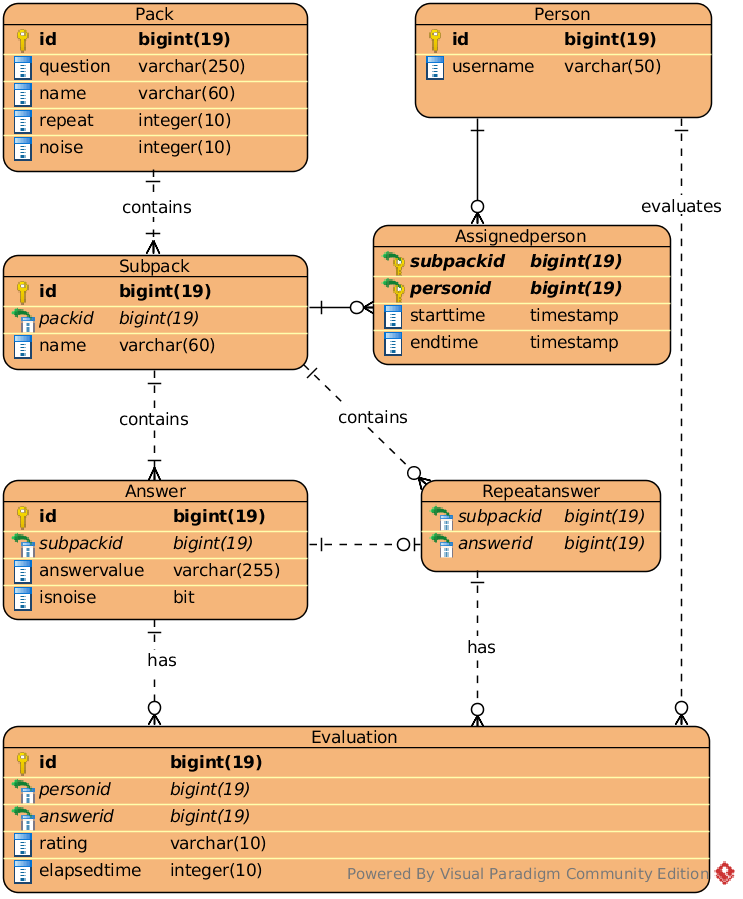 Pack
id bigint(19)
question varchar(250)
name varchar(60)
repeat integer(10)
noise integer(10)
Person
id bigint(19)
username varchar(50)
contains
evaluates
Assignedperson
subpackid bigint(19)
personid bigint(19)
starttime timestamp
endtime timestamp
Subpack
id bigint(19)
packid bigint(19)
name varchar(60)
contains
contains
Answer
id bigint(19)
subpackid bigint(19)
answervalue varchar(255)
isnoise bit
Repeatanswer
subpackid bigint(19)
answerid bigint(19)
has
has
Evaluation
id bigint(19)
personid bigint(19)
answerid bigint(19)
rating varchar(10)
elapsedtime integer(10)
Powered By Visual Paradigm Community Edition